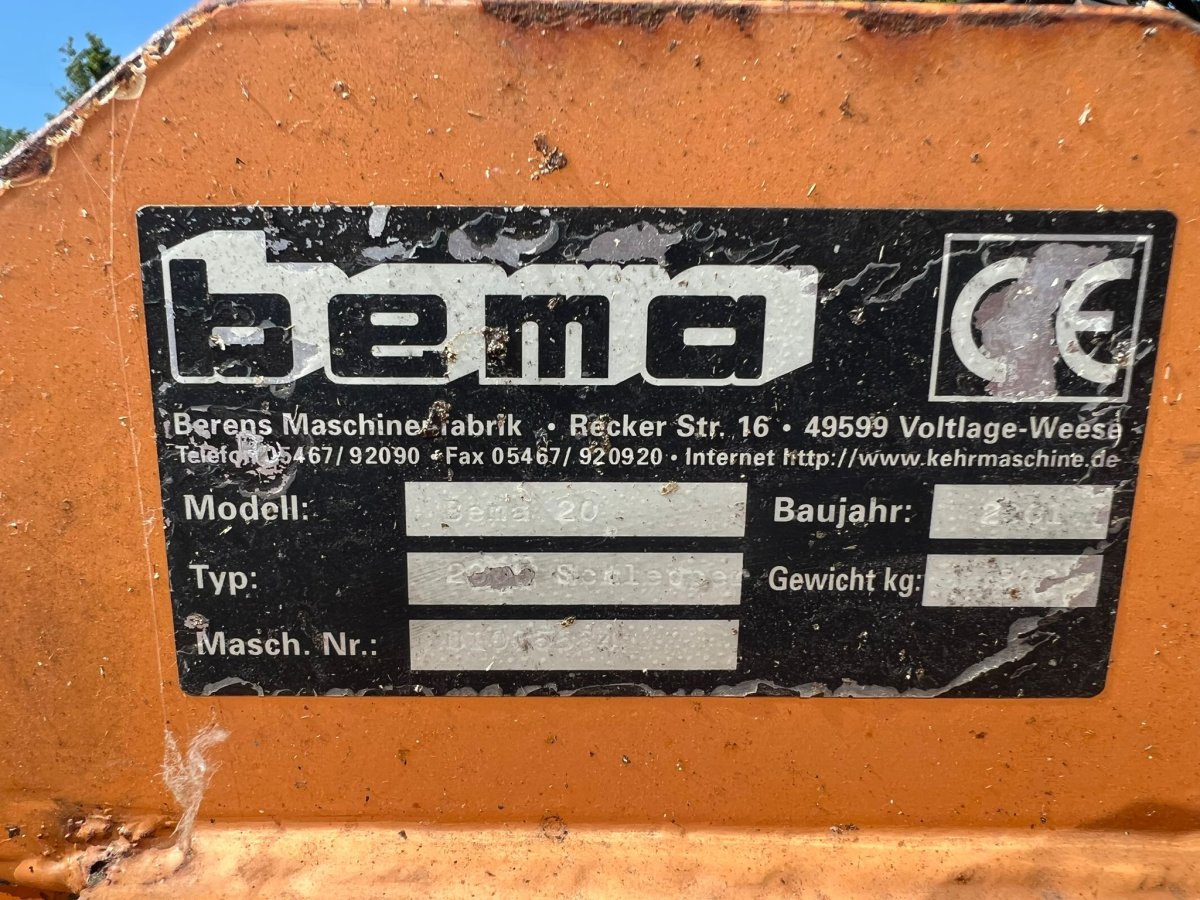 bema
CE
Berens Maschinenfabrik • Recker Str. 16 • 49599 Voltlage-Weese
Telefon 05467/ 92090 • Fax 05467/ 920920 • Internet http://www.kehrmaschine.de
Modell: Bema 20 Baujahr: 2001
Typ: Gewicht kg:
Masch. Nr.: